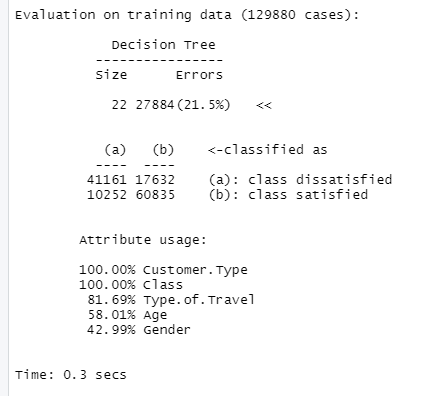 Evaluation on training data (129880 cases):
Decision Tree
----------------
Size Errors
22 27884(21.5%) <<
(a) (b) <-classified as
---- ----
41161 17632 (a): class dissatisfied
10252 60835 (b): class satisfied
Attribute usage:
100.00% Customer.Type
100.00% Class
81.69% Type.of.Travel
58.01% Age
42.99% Gender
Time: 0.3 secs